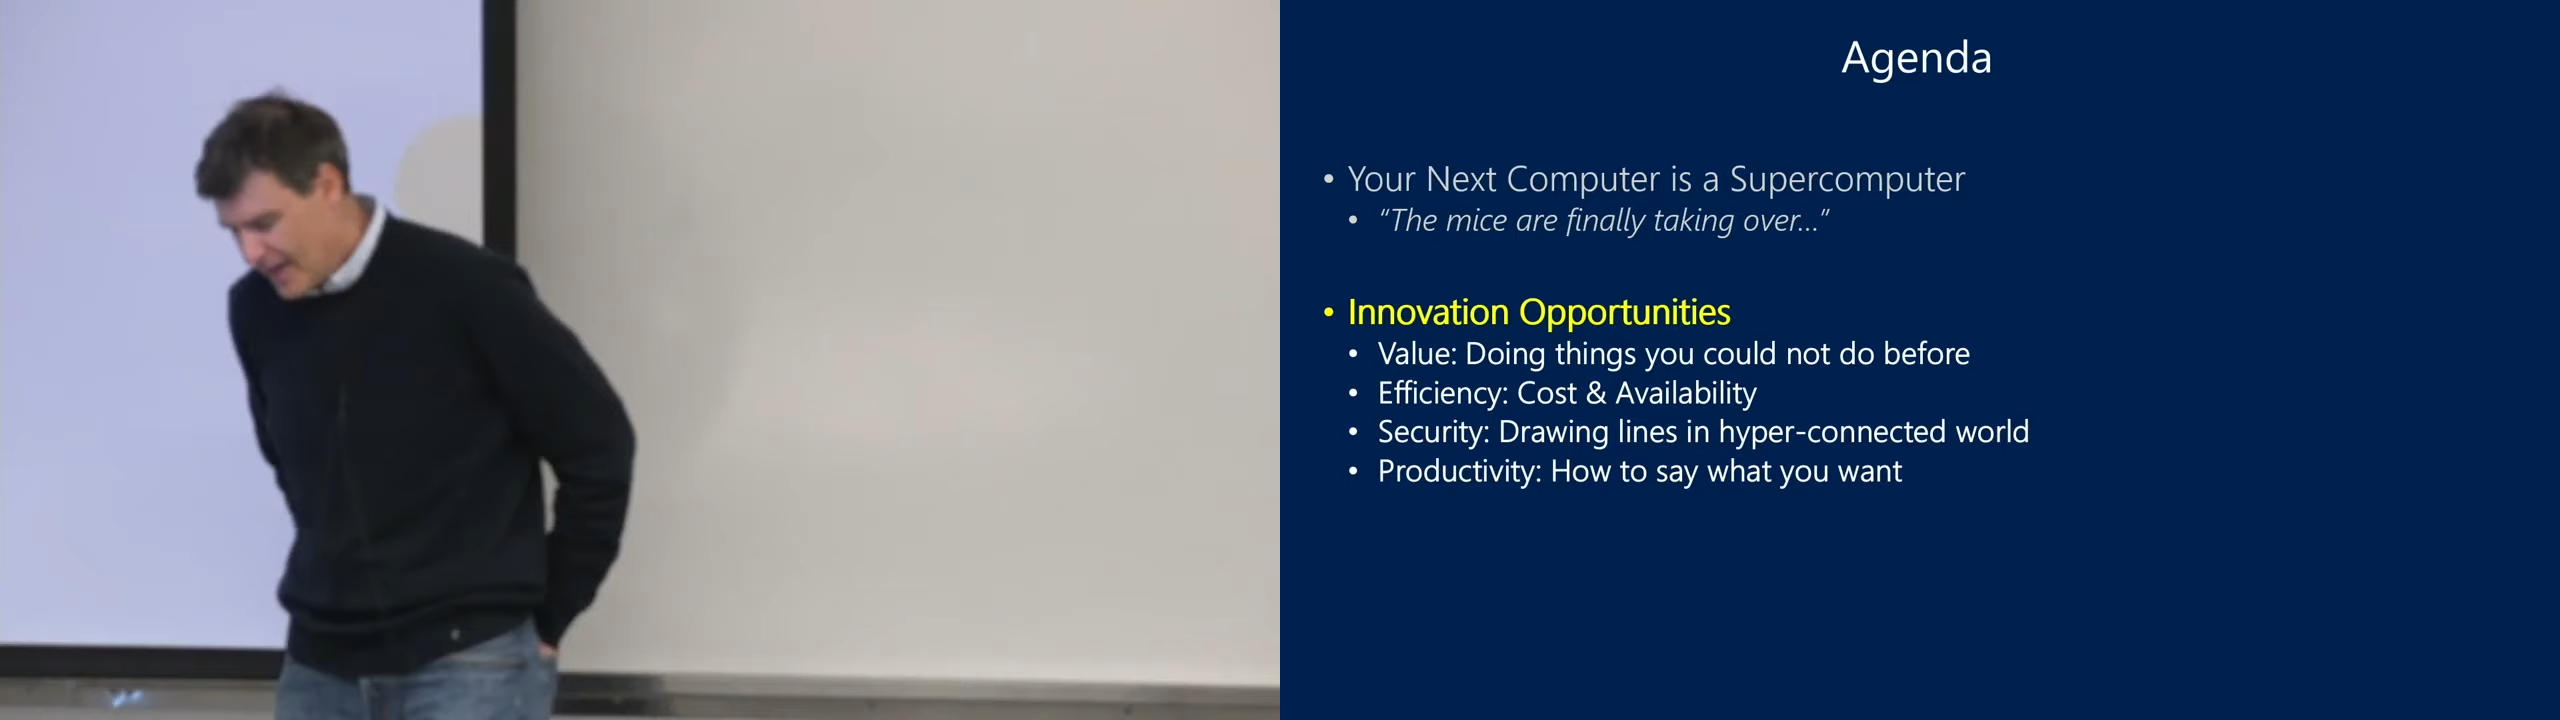 Agenda
• Your Next Computer is a Supercomputer
• “The mice are finally taking over...”
• Innovation Opportunities
• Value: Doing things you could not do before
• Efficiency: Cost & Availability
• Security: Drawing lines in hyper-connected world
• Productivity: How to say what you want